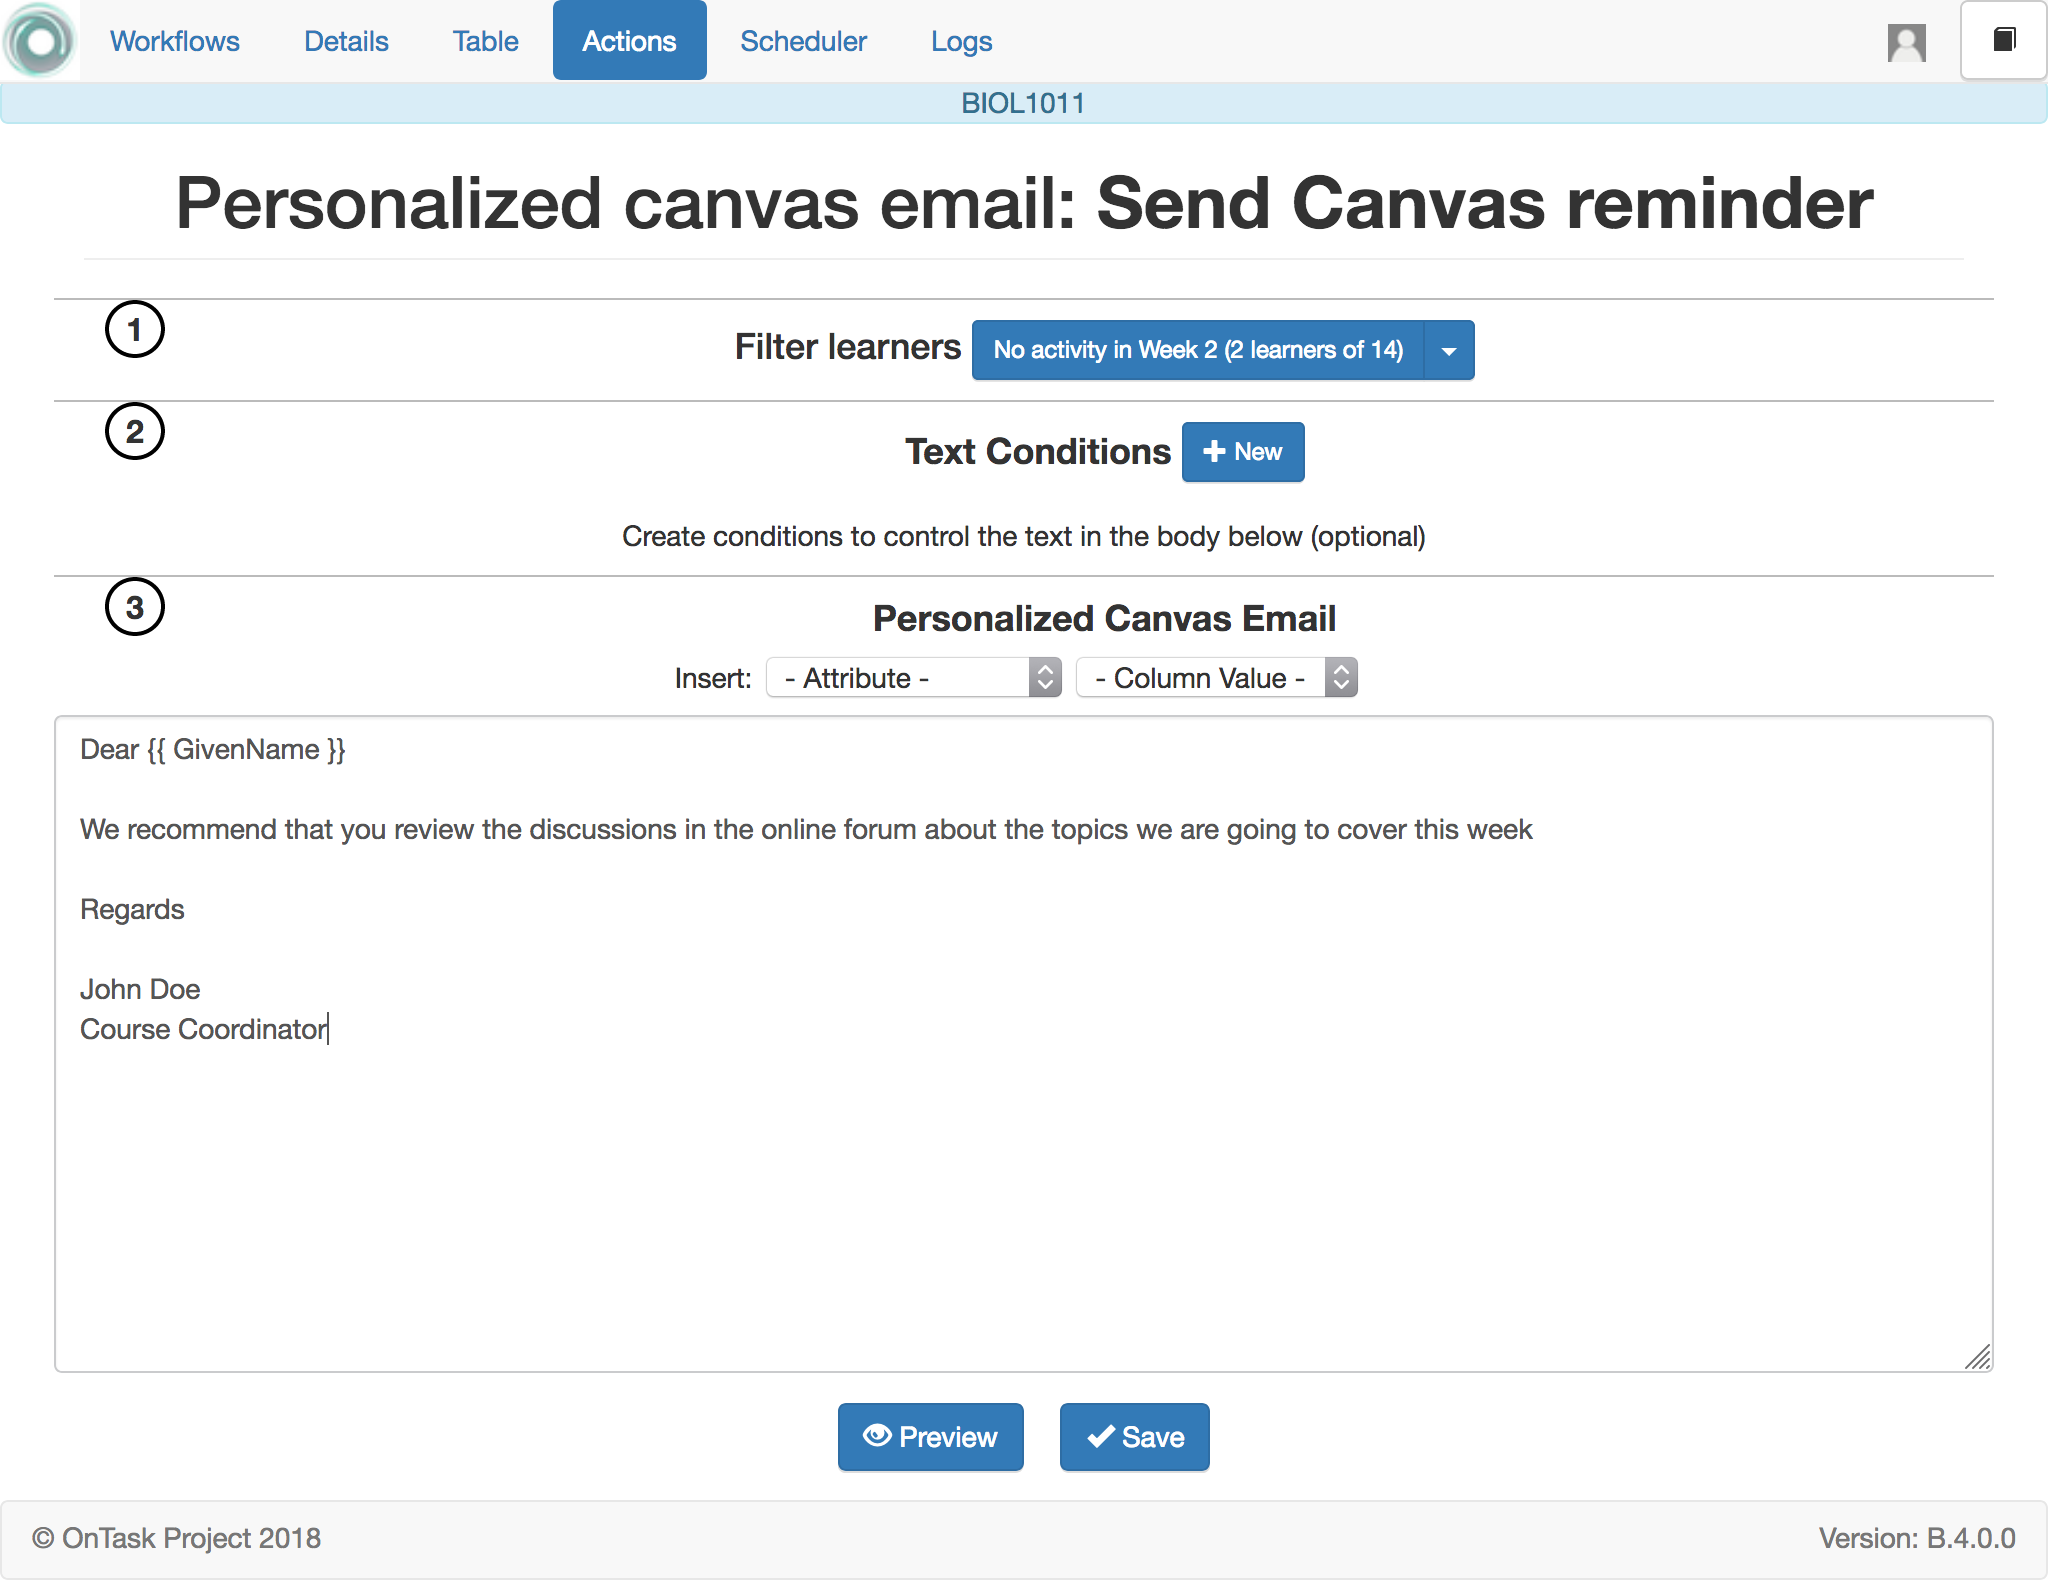 Workflows Details Table Actions Scheduler Logs
BIOL1011
Personalized canvas email: Send Canvas reminder
1
Filter learners No activity in Week 2 (2 learners of 14)
2
Text Conditions New
Create conditions to control the text in the body below (optional)
3
Personalized Canvas Email
Insert: - Attribute - - Column Value -
Dear {{ GivenName }}
We recommend that you review the discussions in the online forum about the topics we are going to cover this week
Regards
John Doe
Course Coordinator
Preview Save
© OnTask Project 2018 Version: B.4.0.0